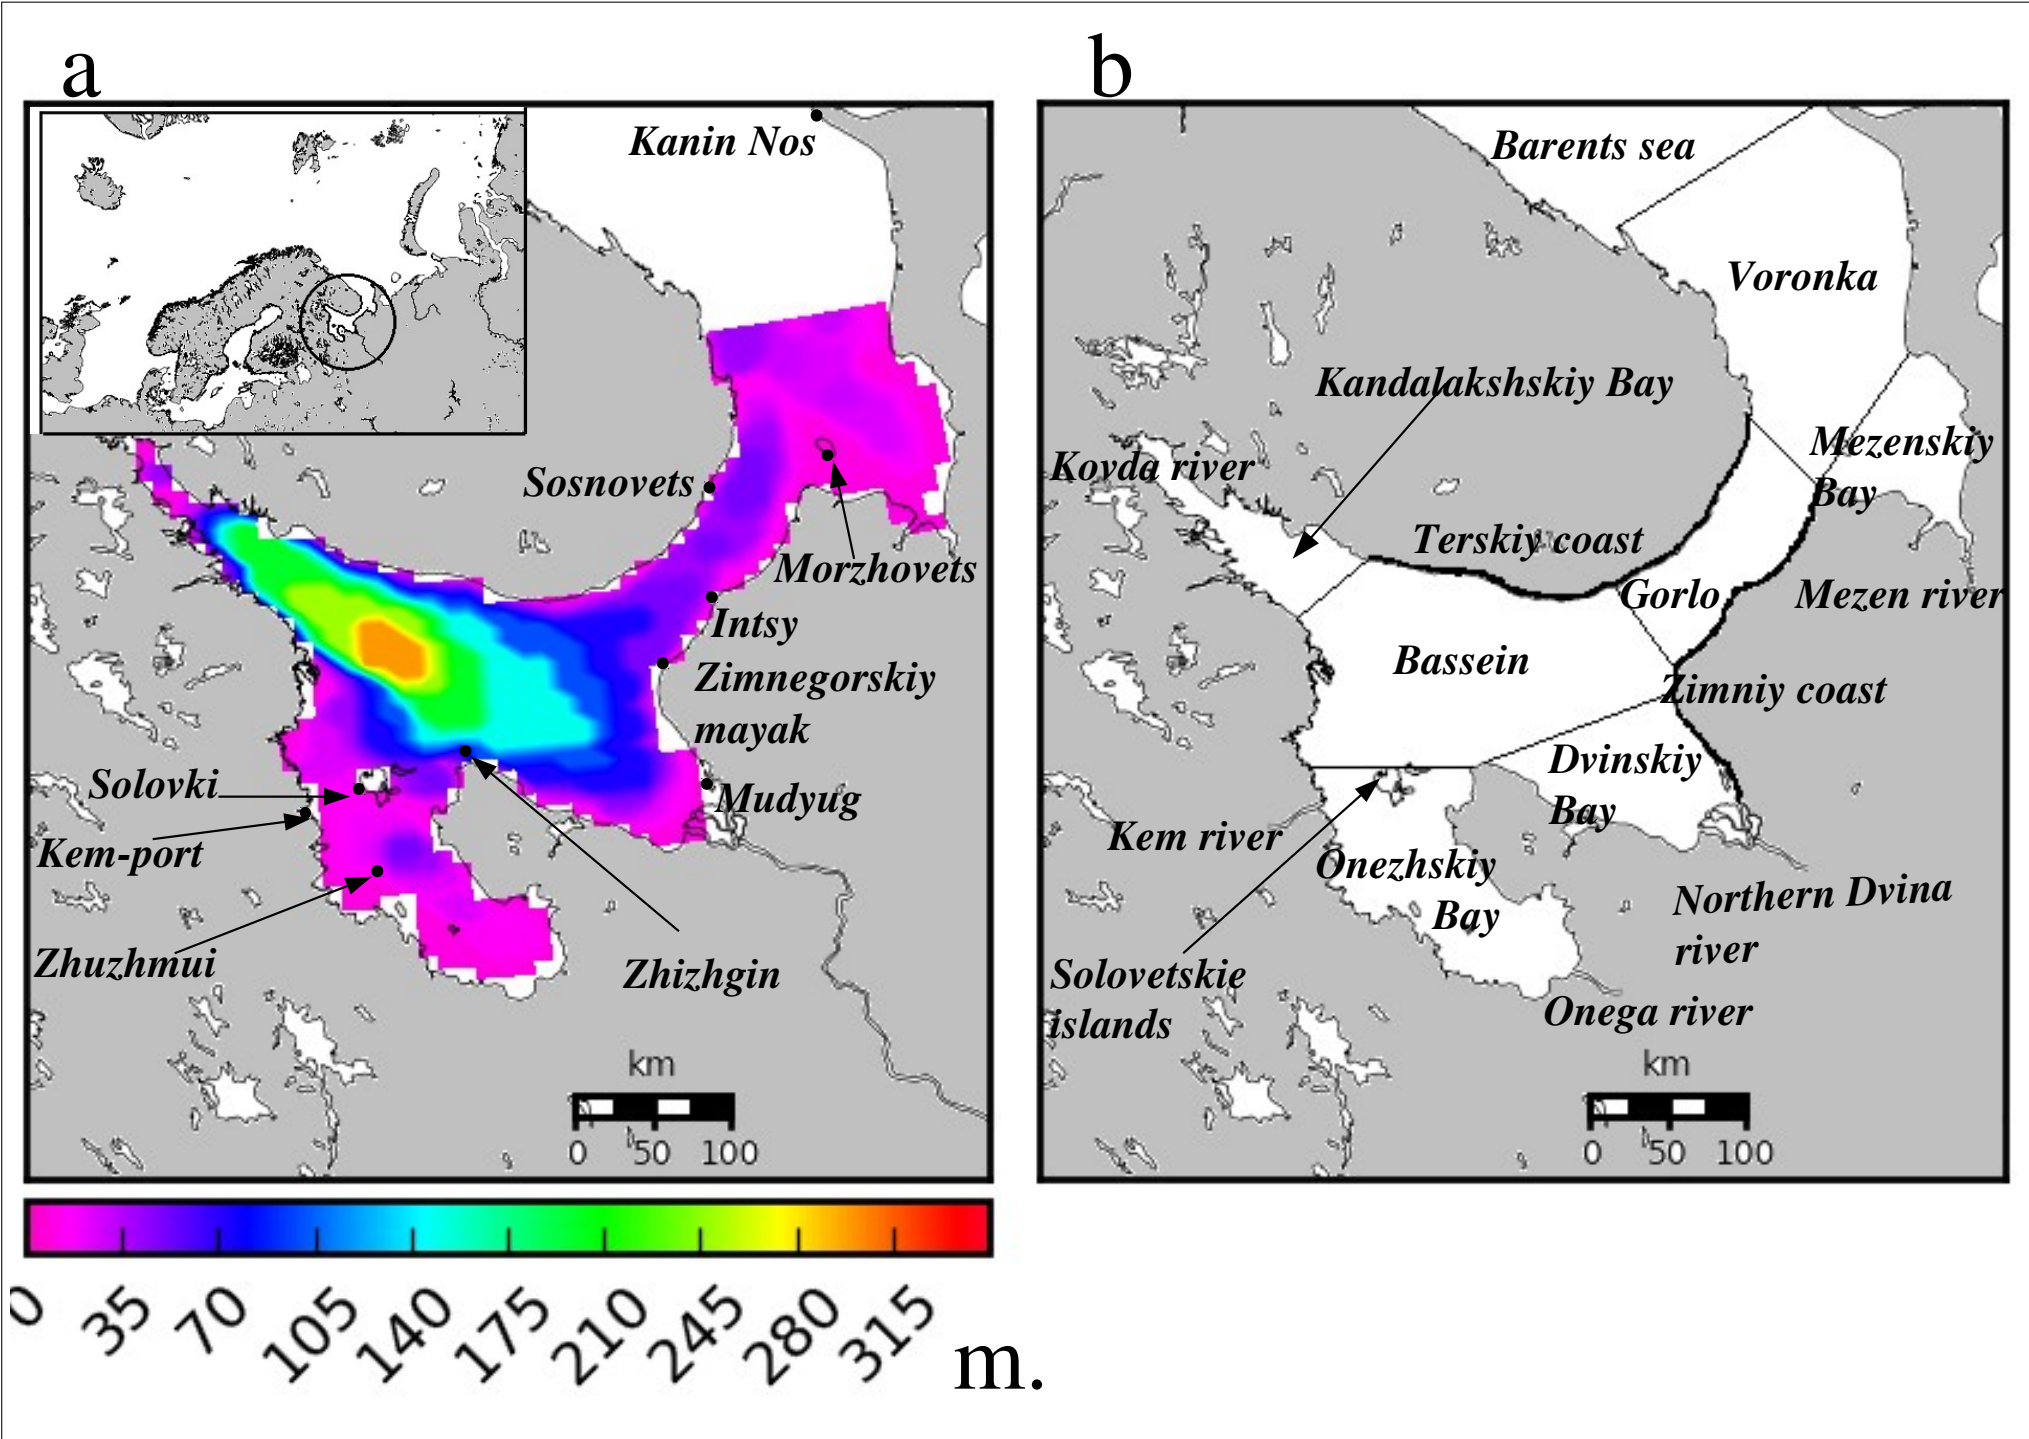 a
b
Kanin Nos
Sosnovets
Morzhovets
Intsy
Zimnegorskiy
mayak
Solovki
Mudyug
Kem-port
Zhuzhmui
Zhizhgin
km
0 50 100
0 35 70 105 140 175 210 245 280 315
m.
Barents sea
Voronka
Kandalakshskiy Bay
Kovda river
Mezenskiy
Bay
Terskiy coast
Gorlo
Mezen river
Bassein
Zimniy coast
Dvinskiy
Bay
Kem river
Onezhskiy
Bay
Northern Dvina
river
Solovetskie
islands
Onega river
km
0 50 100